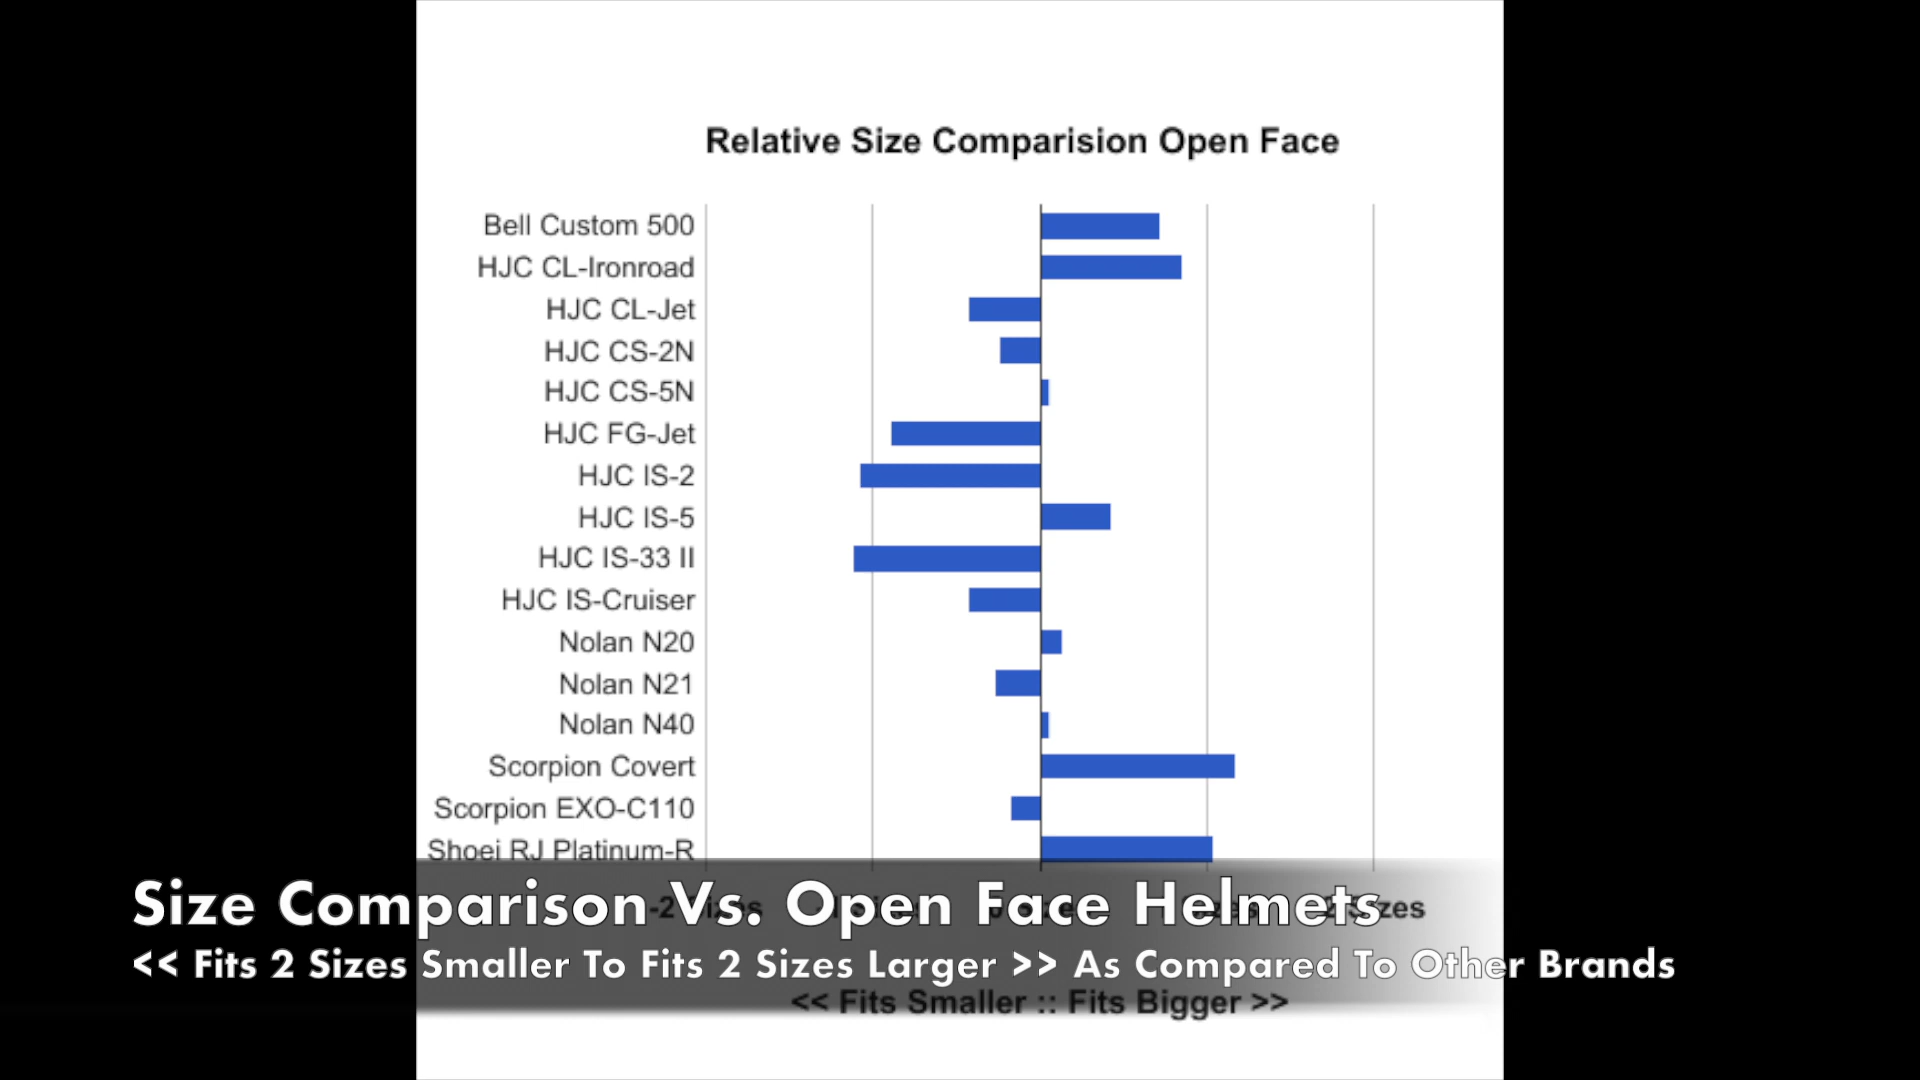 Relative Size Comparision Open Face
Bell Custom 500
HJC CL-Ironroad
HJC CL-Jet
HJC CS-2N
HJC CS-5N
HJC FG-Jet
HJC IS-2
HJC IS-5
HJC IS-33 II
HJC IS-Cruiser
Nolan N20
Nolan N21
Nolan N40
Scorpion Covert
Scorpion EXO-C110
Shoei RJ Platinum-R
Size Comparison Vs. Open Face Helmets
<< Fits 2 Sizes Smaller To Fits 2 Sizes Larger >> As Compared To Other Brands
<< Fits Smaller :: Fits Bigger >>